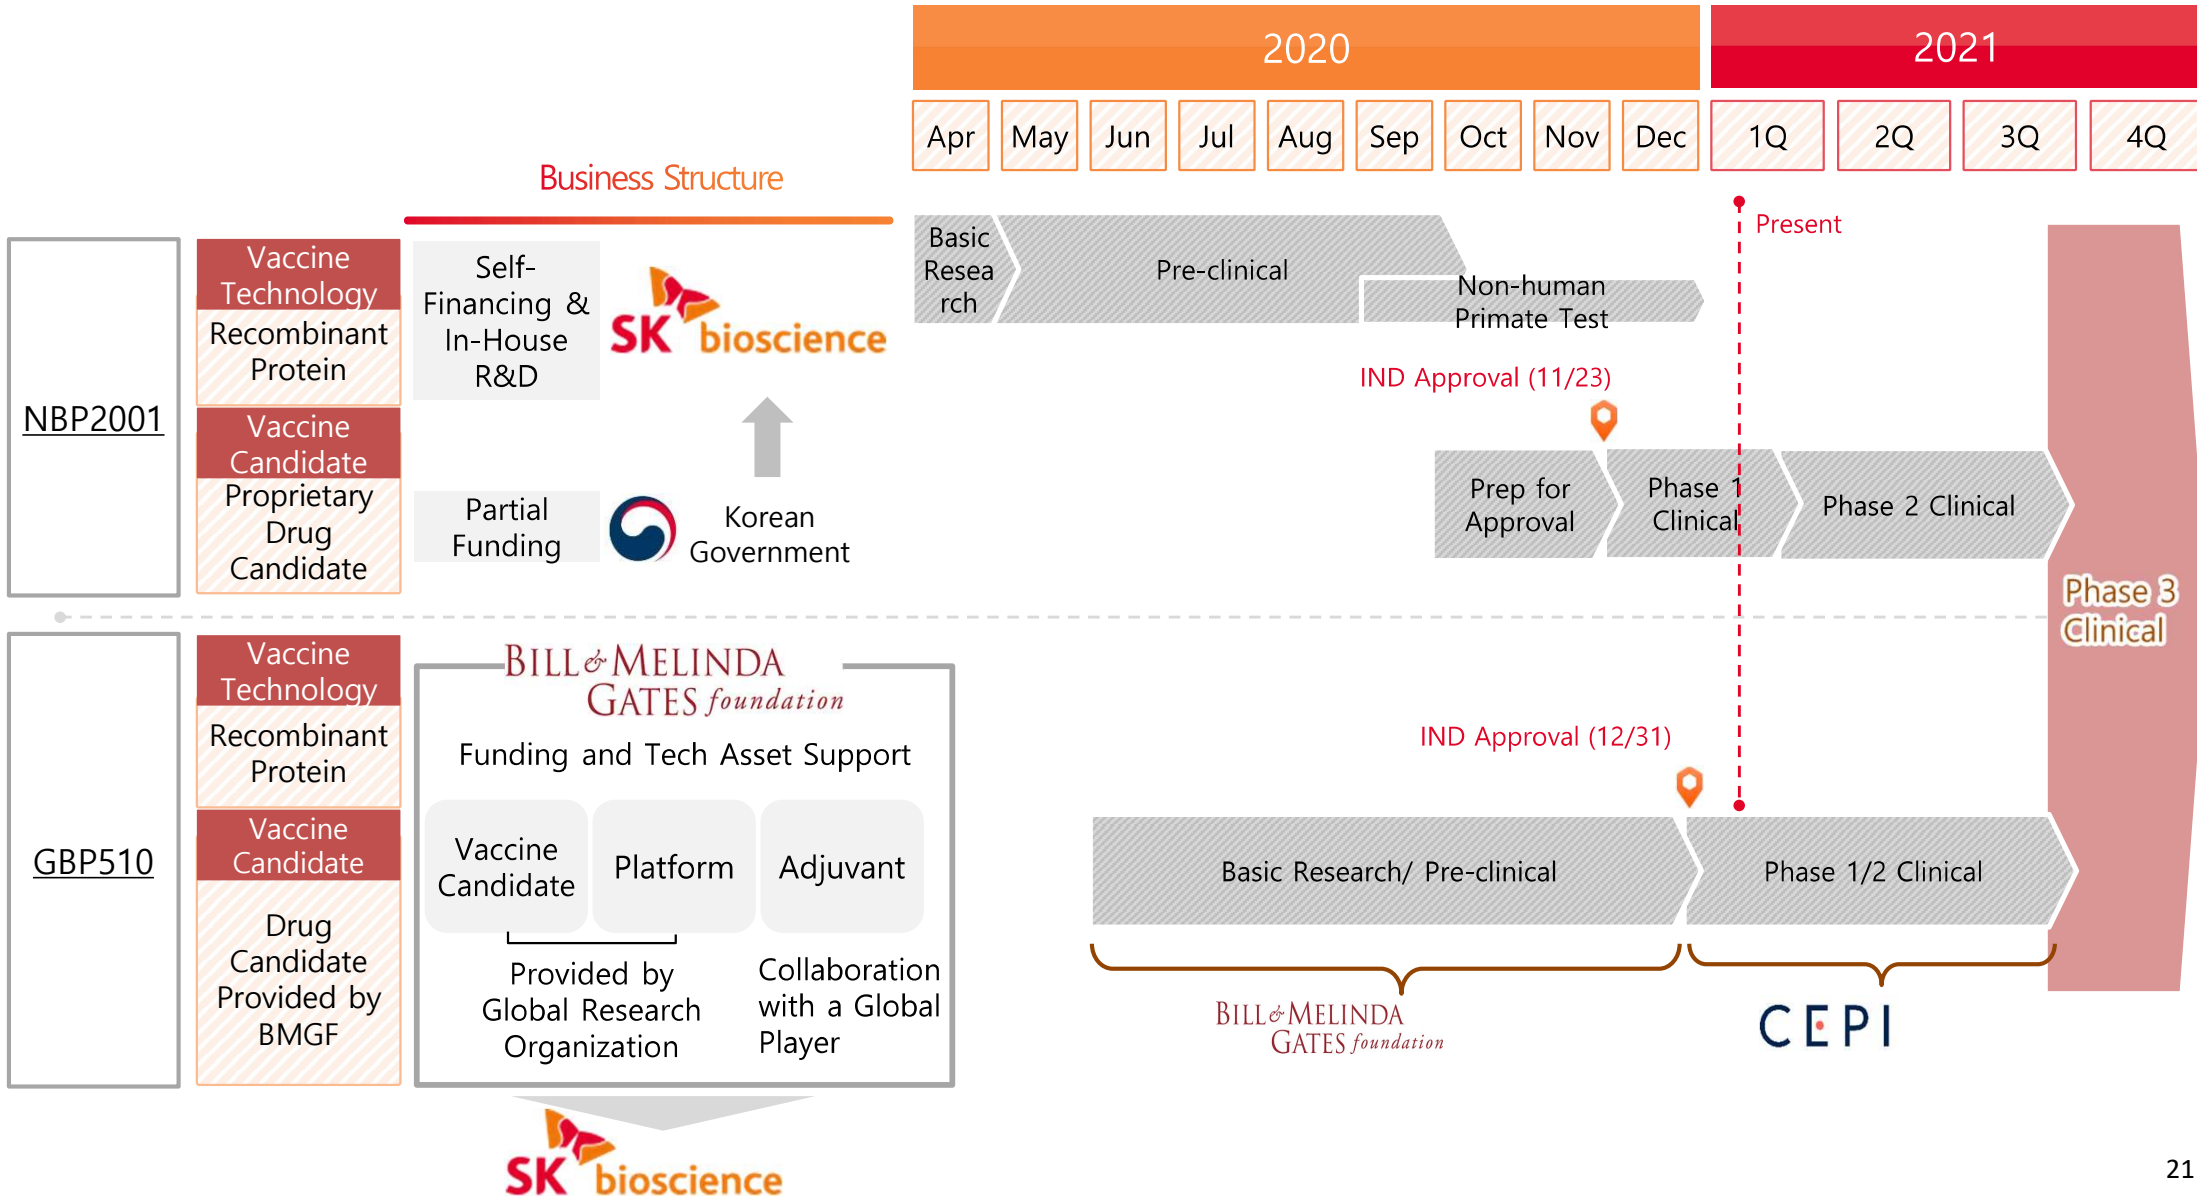 2020
2021
Apr
May
Jun
Jul
Aug
Sep
Oct
Nov
Dec
1Q
2Q
3Q
4Q
Business Structure
Present
NBP2001
Vaccine
Technology
Recombinant
Protein
Vaccine
Candidate
Proprietary
Drug
Candidate
Self-
Financing &
In-House
R&D
SK bioscience
Partial
Funding
Korean
Government
Basic
Resea
rch
Pre-clinical
Non-human
Primate Test
IND Approval (11/23)
Prep for
Approval
Phase 1
Clinical
Phase 2 Clinical
Phase 3
Clinical
GBP510
Vaccine
Technology
Recombinant
Protein
Vaccine
Candidate
Drug
Candidate
Provided by
BMGF
BILL & MELINDA
GATES foundation
Funding and Tech Asset Support
Vaccine
Candidate
Platform
Adjuvant
Provided by
Global Research
Organization
Collaboration
with a Global
Player
SK bioscience
IND Approval (12/31)
Basic Research/ Pre-clinical
Phase 1/2 Clinical
BILL & MELINDA
GATES foundation
CEPI
21